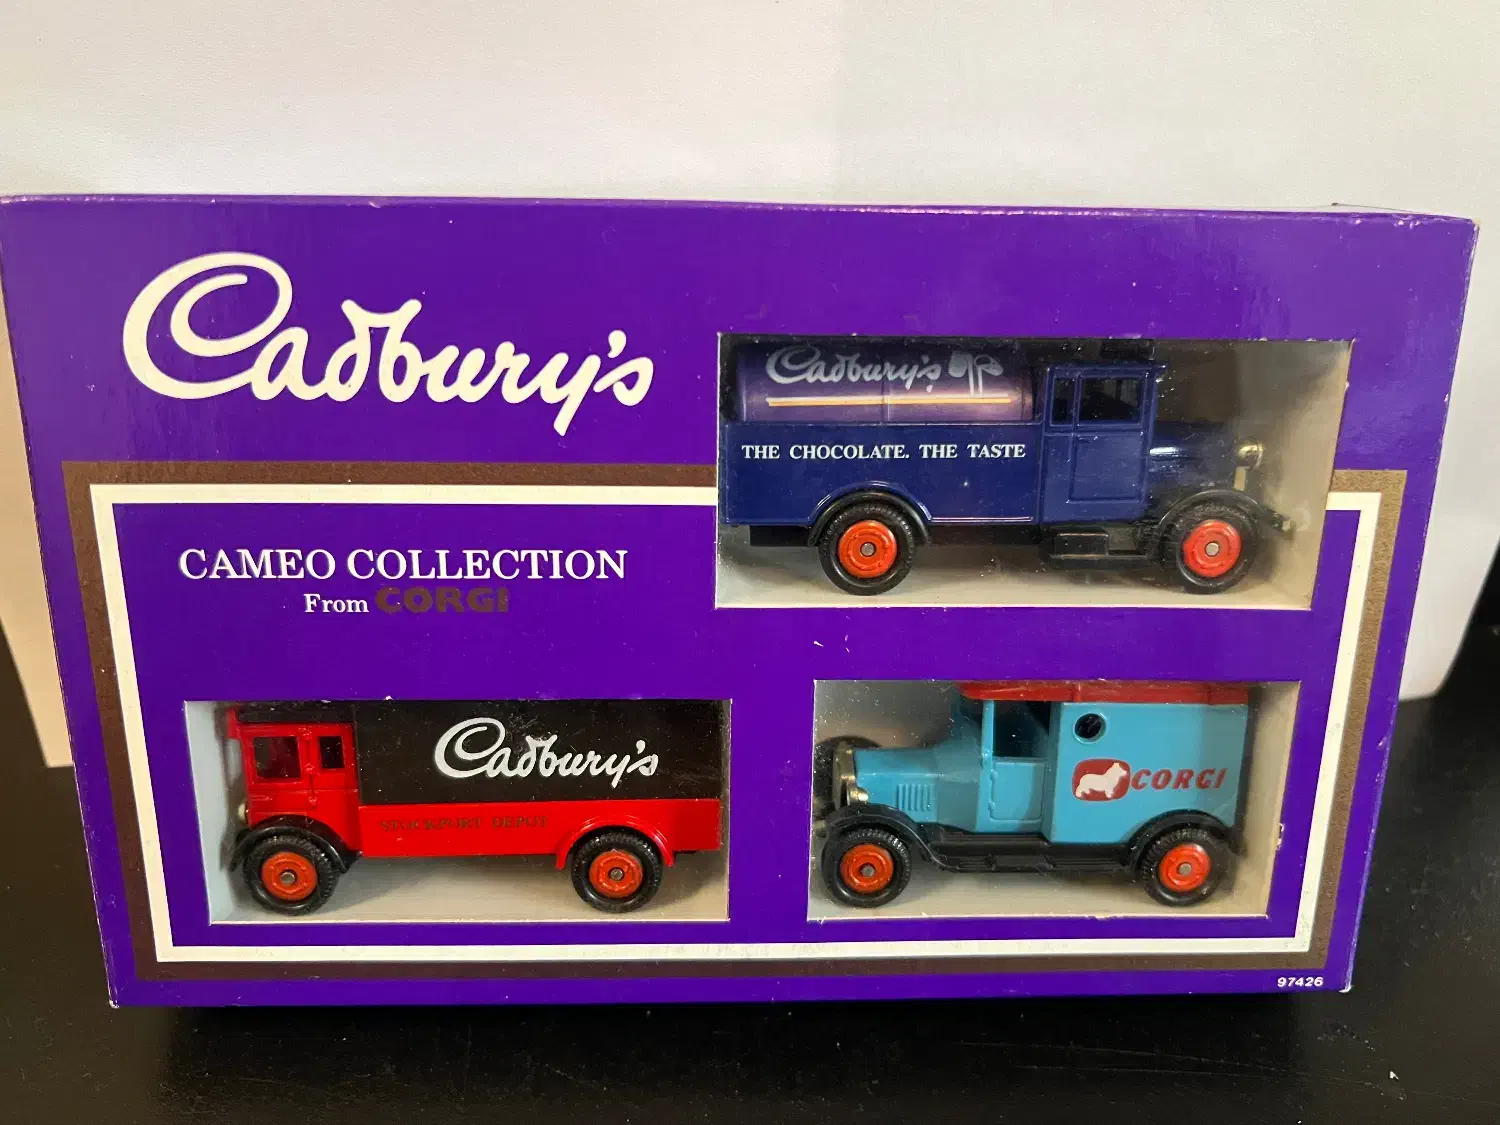 Cadbury's
CAMEO COLLECTION
From CORGI
Cadbury's
THE CHOCOLATE. THE TASTE
Cadbury's
STOCKPORT DEPOT
CORGI
97426